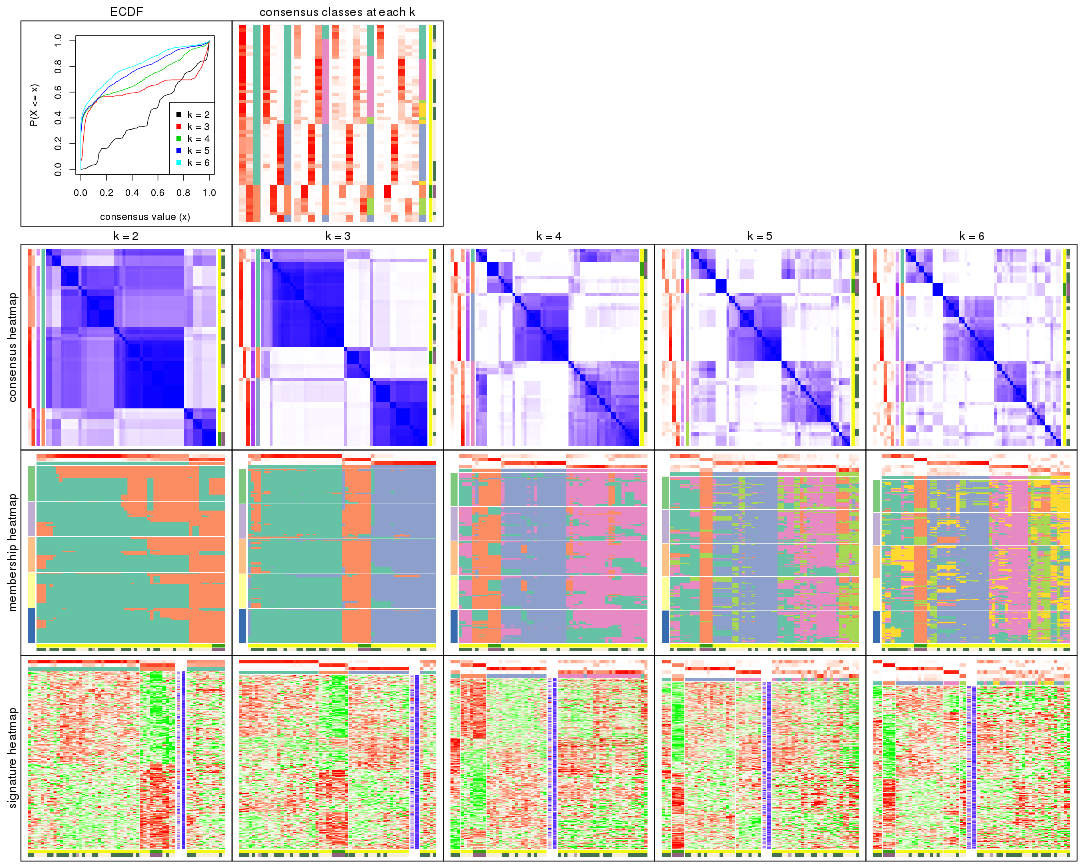 ECDF
consensus classes at each k
P(X <= x)
0.0
0.2
0.4
0.6
0.8
1.0
k = 2
k = 3
k = 4
k = 5
k = 6
0.0 0.2 0.4 0.6 0.8 1.0
consensus value (x)
k = 2
k = 3
k = 4
k = 5
k = 6
consensus heatmap
membership heatmap
signature heatmap